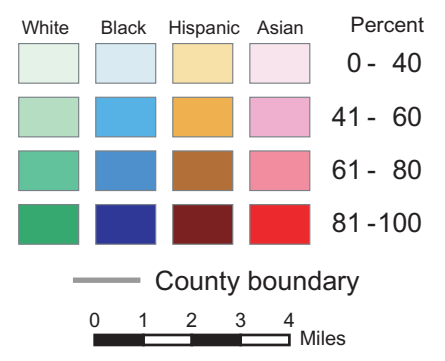 White Black Hispanic Asian Percent
0 - 40
41 - 60
61 - 80
81 -100
County boundary
0 1 2 3 4
Miles